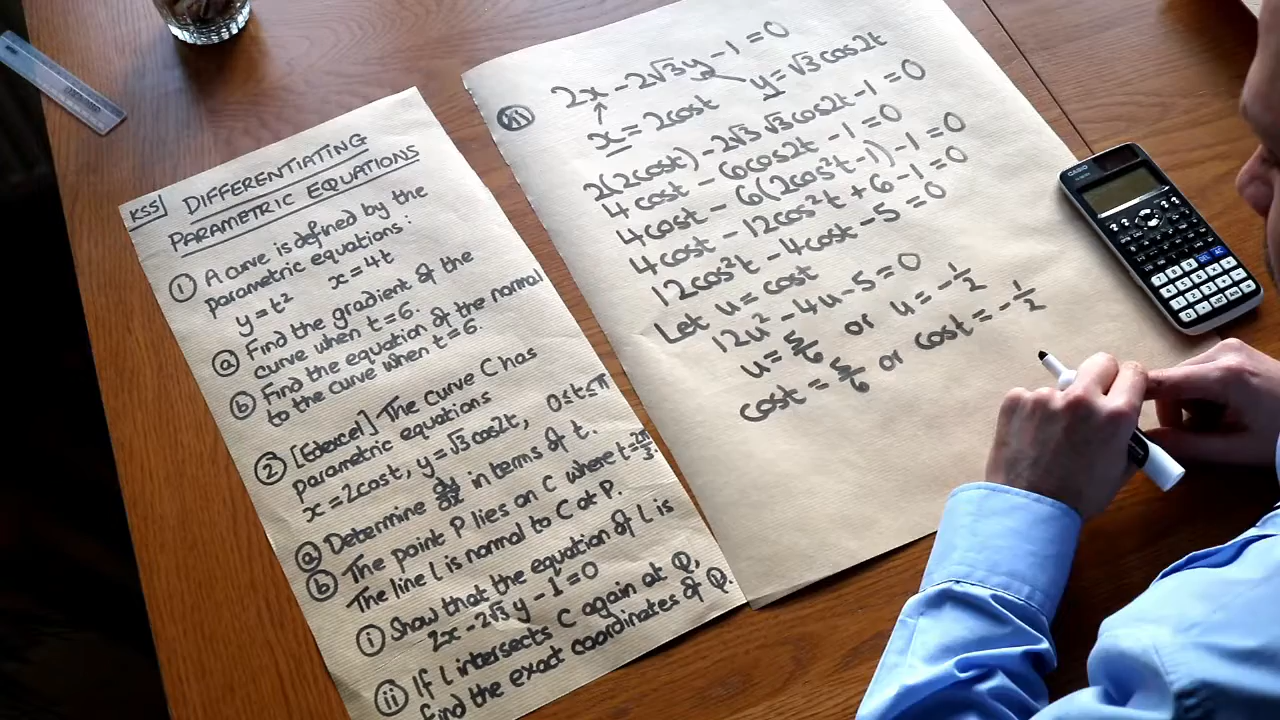 KS5 DIFFERENTIATING
PARAMETRIC EQUATIONS
① A curve is defined by the
parametric equations:
y = t² x = 4t
ⓐ Find the gradient of the
curve when t = 6.
ⓑ Find the equation of the normal
to the curve when t = 6.
② [Edexcel] The curve C has
parametric equations
x = 2cost, y = √3 cos2t, 0 ≤ t ≤ π
ⓐ Determine dy/dx in terms of t.
ⓑ The point P lies on C where t = 2π/3.
The line l is normal to C at P.
ⓘ Show that the equation of l is
2x - 2√3 y - 1 = 0
ⓘⓘ If l intersects C again at Q,
find the exact coordinates of Q.
ii 2x - 2√3 y - 1 = 0
x = 2cost y = √3 cos2t
2(2cost) - 2√3 √3 cos2t - 1 = 0
4cost - 6cos2t - 1 = 0
4cost - 6(2cos²t - 1) - 1 = 0
4cost - 12cos²t + 6 - 1 = 0
12cos²t - 4cost - 5 = 0
Let u = cost
12u² - 4u - 5 = 0
u = 5/6 or u = -1/2
cost = 5/6 or cost = -1/2
CASIO